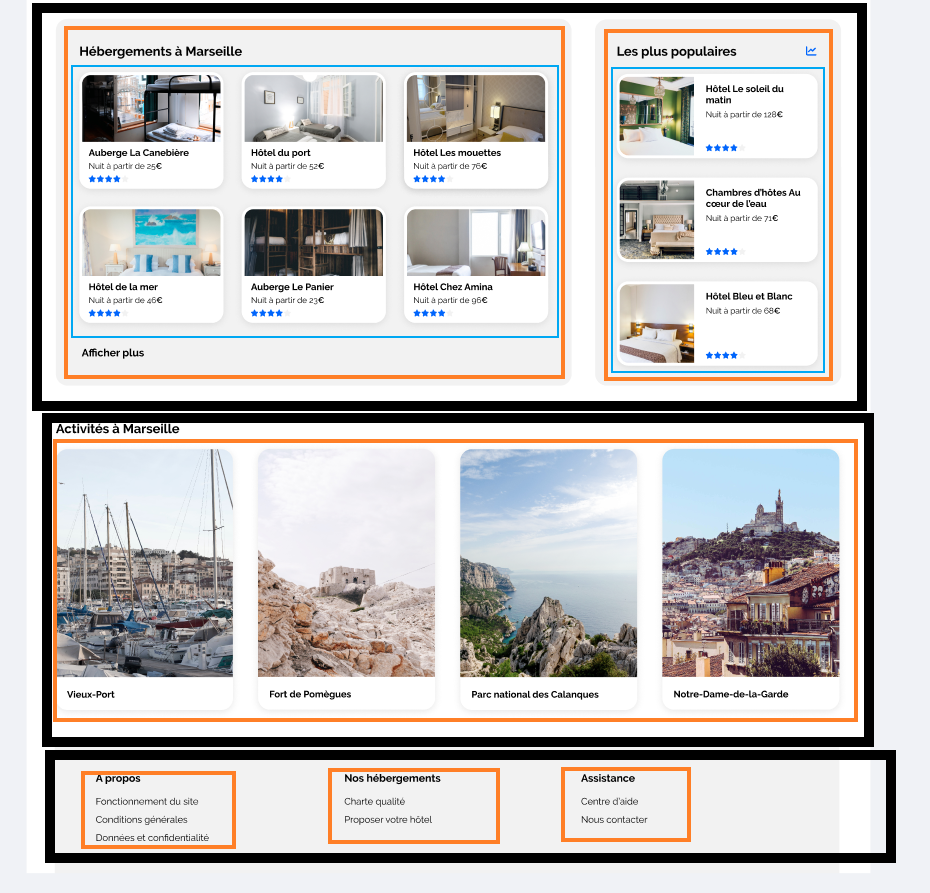 Hébergements à Marseille
Auberge La Canebière
Nuit à partir de 25€
Hôtel du port
Nuit à partir de 52€
Hôtel Les mouettes
Nuit à partir de 76€
Hôtel de la mer
Nuit à partir de 46€
Auberge Le Panier
Nuit à partir de 23€
Hôtel Chez Amina
Nuit à partir de 96€
Afficher plus
Les plus populaires
Hôtel Le soleil du
matin
Nuit à partir de 128€
Chambres d'hôtes Au
cœur de l'eau
Nuit à partir de 71€
Hôtel Bleu et Blanc
Nuit à partir de 68€
Activités à Marseille
Vieux-Port
Fort de Pomègues
Parc national des Calanques
Notre-Dame-de-la-Garde
A propos
Fonctionnement du site
Conditions générales
Données et confidentialité
Nos hébergements
Charte qualité
Proposer votre hôtel
Assistance
Centre d'aide
Nous contacter